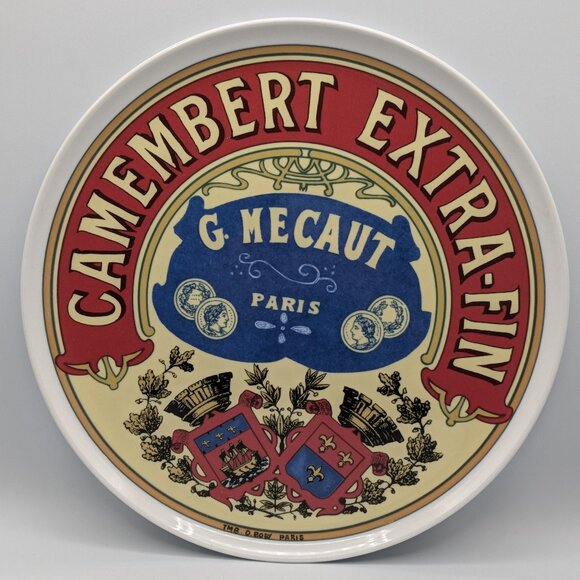 CAMEMBERT EXTRA-FIN
M
G. MECAUT
PARIS